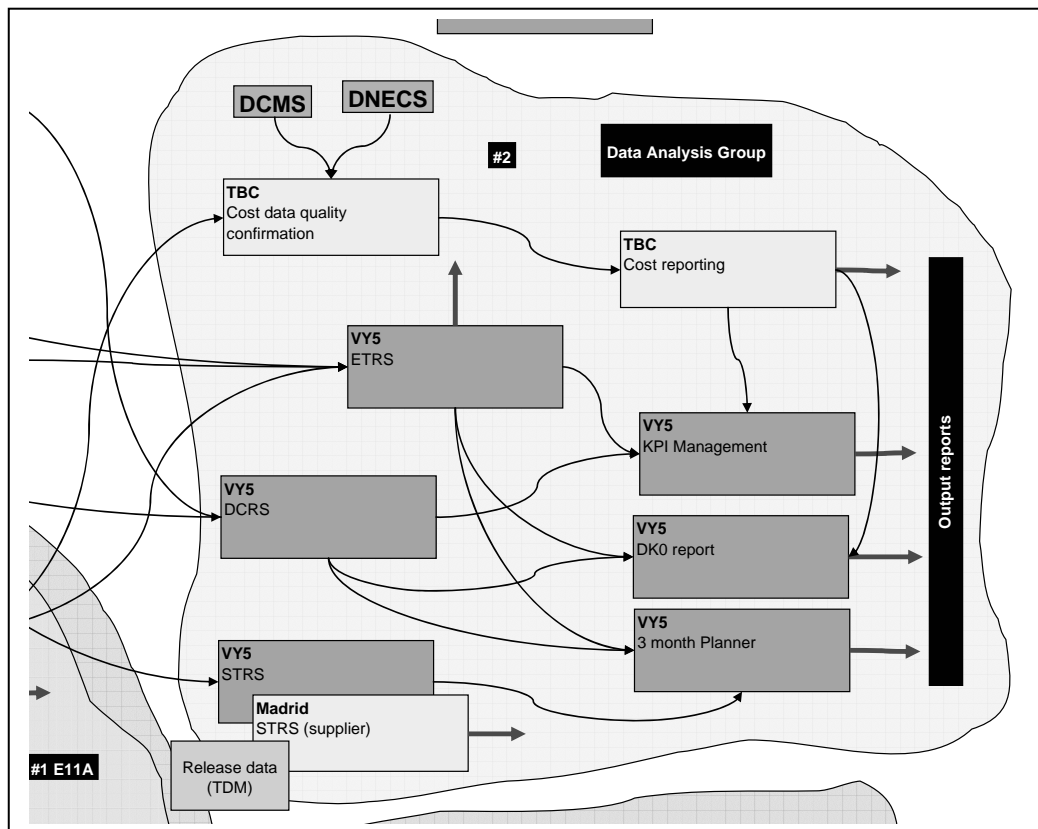 DCMS
DNECS
#2
Data Analysis Group
TBC
Cost data quality
confirmation
TBC
Cost reporting
VY5
ETRS
VY5
KPI Management
VY5
DCRS
VY5
DK0 report
VY5
3 month Planner
VY5
STRS
Madrid
STRS (supplier)
Release data
(TDM)
#1 E11A
Output reports